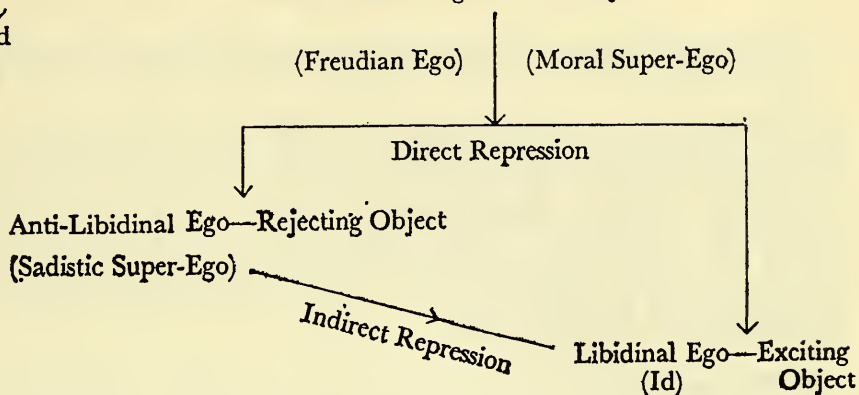 (Freudian Ego) (Moral Super-Ego)
Direct Repression
Anti-Libidinal Ego—Rejecting Object
(Sadistic Super-Ego)
Indirect Repression
Libidinal Ego—Exciting
(Id) Object